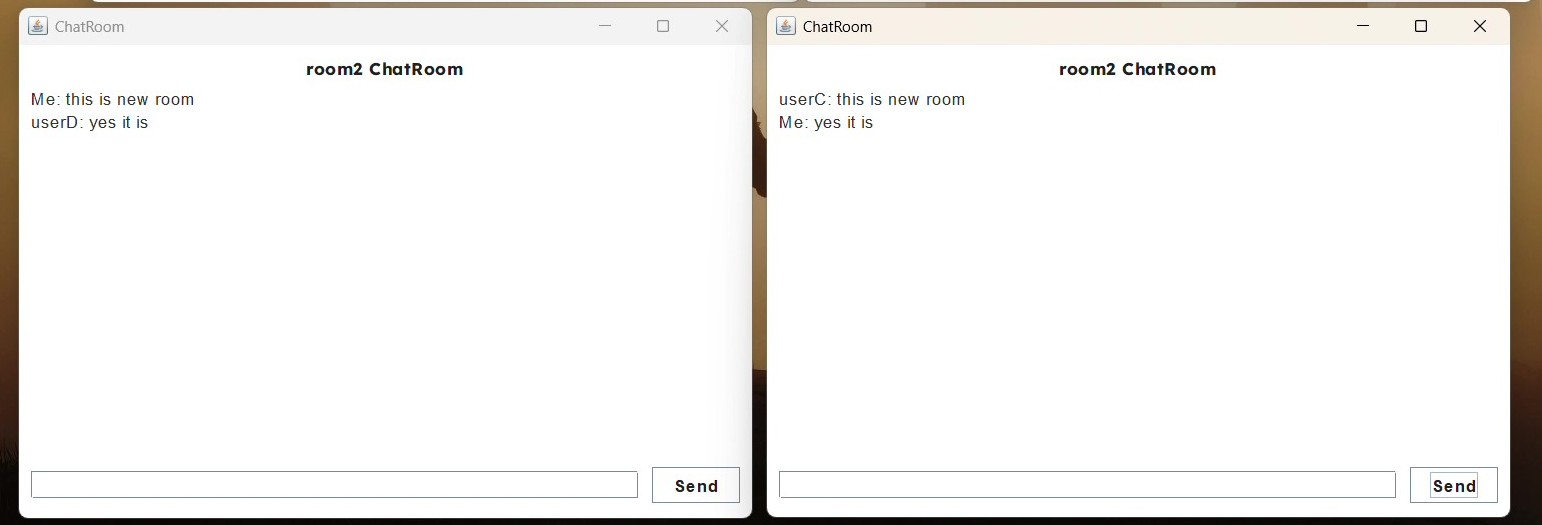 ChatRoom
room2 ChatRoom
Me: this is new room
userD: yes it is
Send
ChatRoom
room2 ChatRoom
userC: this is new room
Me: yes it is
Send